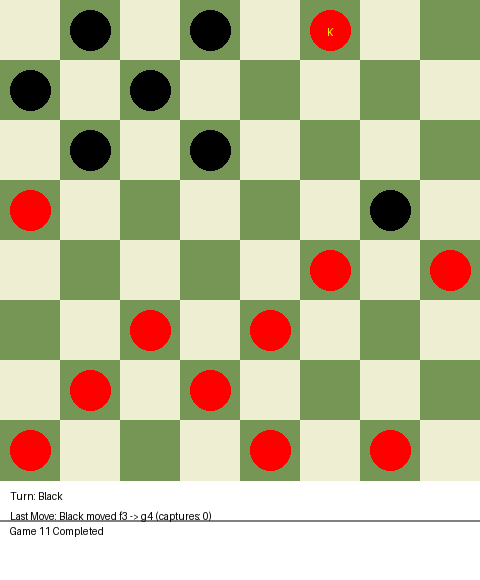 K
Turn: Black
Last Move: Black moved f3 -> g4 (captures: 0)
Game 11 Completed